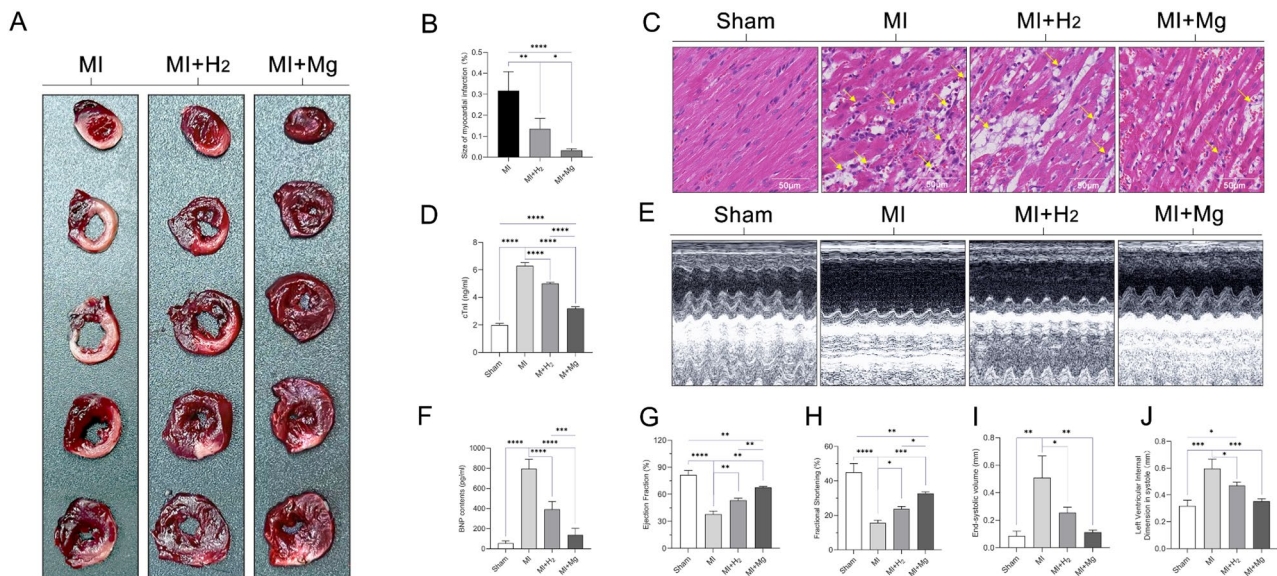 A
MI
MI+H2
MI+Mg
B
****
**
*
Size of myocardial infarction (%)
0.5
0.4
0.3
0.2
0.1
0.0
MI
MI+H2
MI+Mg
C
Sham
MI
MI+H2
MI+Mg
50μm
50μm
50μm
50μm
D
****
****
****
****
****
cTnI (ng/ml)
8
6
4
2
0
Sham
MI
M+H2
M+Mg
E
Sham
MI
MI+H2
MI+Mg
F
***
****
****
****
BNP contents (pg/ml)
1000
800
600
400
200
0
Sham
MI
MI+H2
MI+Mg
G
**
**
****
**
**
Ejection Fraction (%)
120
90
60
30
0
Sham
MI
MI+H2
MI+Mg
H
**
*
****
***
*
Fractional Shortening (%)
60
50
40
30
20
10
0
Sham
MI
MI+H2
MI+Mg
I
**
**
*
End-systolic volume (mm)
0.8
0.6
0.4
0.2
0.0
Sham
MI
MI+H2
MI+Mg
J
*
***
***
*
Left Ventricular Internal
Dimension in systole (mm)
0.8
0.6
0.4
0.2
0.0
Sham
MI
MI+H2
MI+Mg